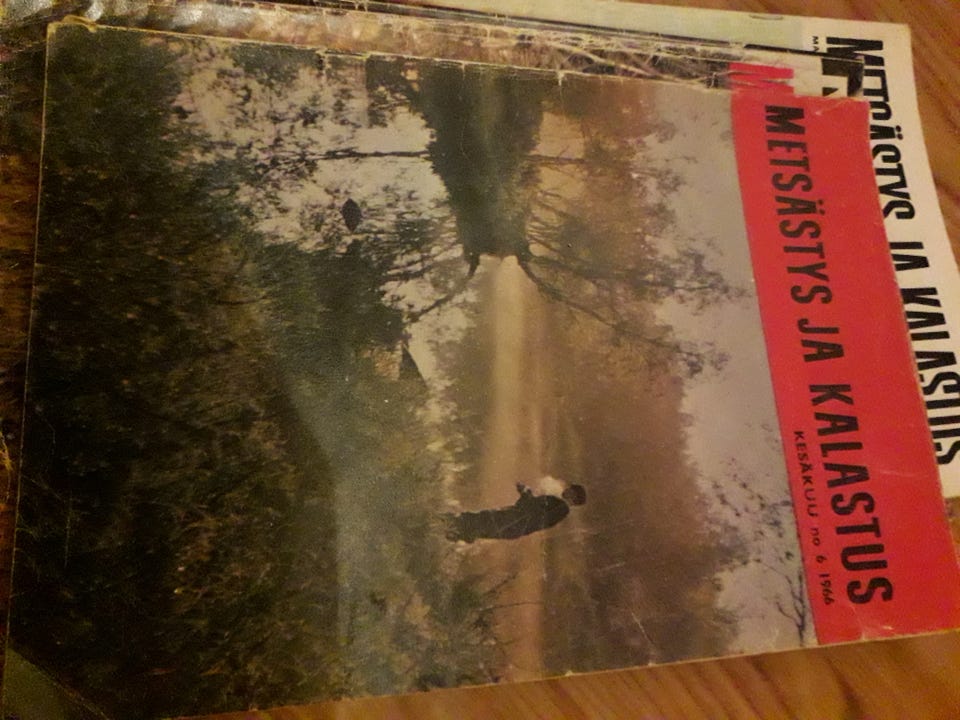 METSÄSTYS JA KALASTUS
KESÄKUU no 6 1966
METSÄSTYS JA KALASTUS